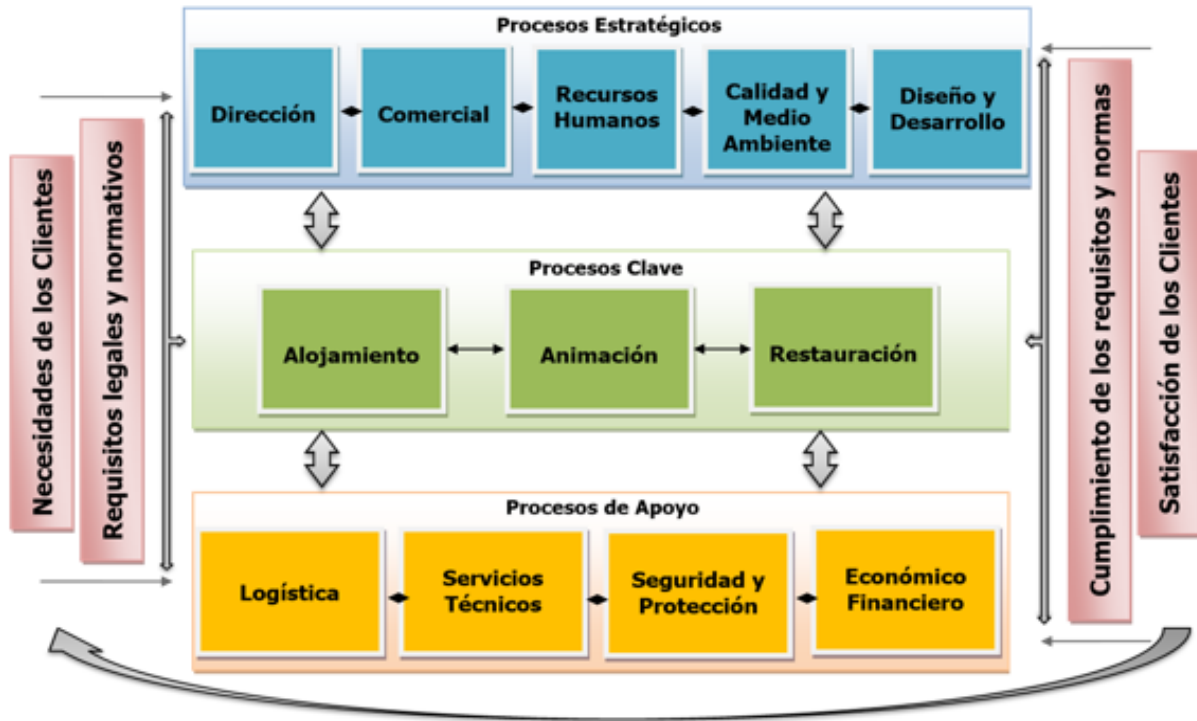 Procesos Estratégicos
Dirección
Comercial
Recursos
Humanos
Calidad y
Medio
Ambiente
Diseño y
Desarrollo
Necesidades de los Clientes
Requisitos legales y normativos
Procesos Clave
Alojamiento
Animación
Restauración
Cumplimiento de los requisitos y normas
Satisfacción de los Clientes
Procesos de Apoyo
Logística
Servicios
Técnicos
Seguridad y
Protección
Económico
Financiero